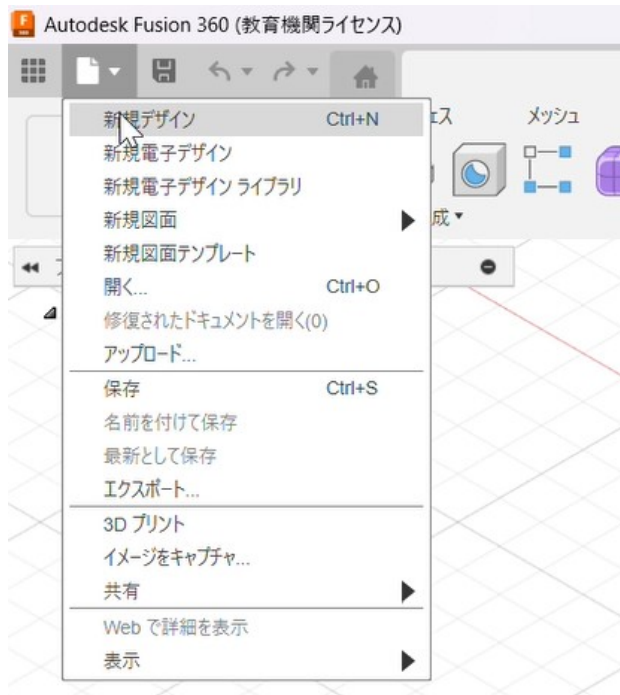 Autodesk Fusion 360 (教育機関ライセンス)
ェス
メッシュ
成▼
新規デザイン Ctrl+N
新規電子デザイン
新規電子デザイン ライブラリ
新規図面
新規図面テンプレート
開く... Ctrl+O
修復されたドキュメントを開く(0)
アップロード...
保存 Ctrl+S
名前を付けて保存
最新として保存
エクスポート...
3D プリント
イメージをキャプチャ...
共有
Web で詳細を表示
表示